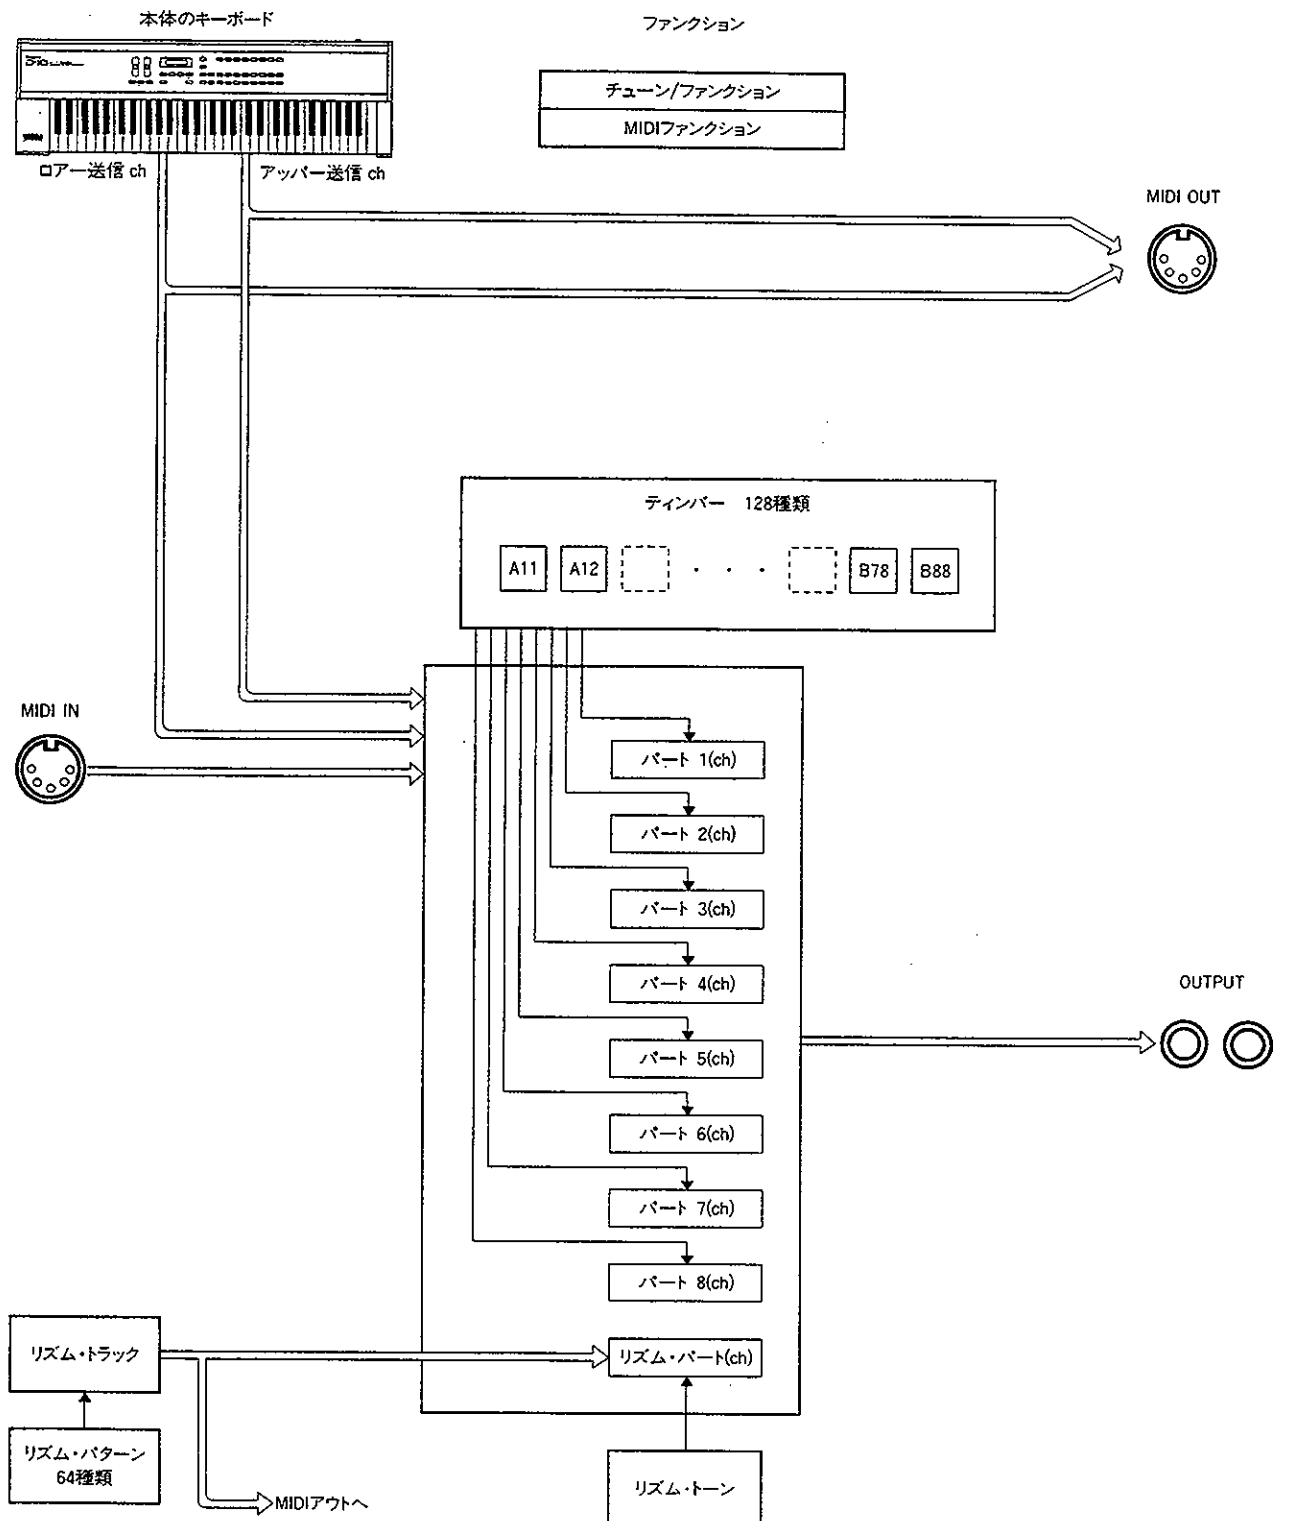 本体のキーボード
ファンクション
D-10
チューン/ファンクション
MIDIファンクション
ロアー送信 ch
アッパー送信 ch
MIDI OUT
ティンバー 128種類
A11 A12 ・ ・ ・ B78 B88
MIDI IN
パート 1(ch)
パート 2(ch)
パート 3(ch)
パート 4(ch)
パート 5(ch)
パート 6(ch)
パート 7(ch)
パート 8(ch)
OUTPUT
リズム・トラック
リズム・パート(ch)
リズム・パターン
64種類
リズム・トーン
MIDIアウトへ